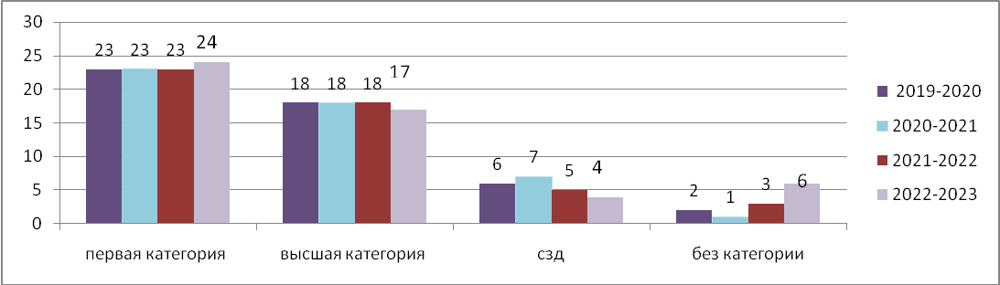 30
25
20
15
10
5
0
23 23 23 24
18 18 18 17
6 7 5 4
2 1 3 6
первая категория
высшая категория
сзд
без категории
2019-2020
2020-2021
2021-2022
2022-2023